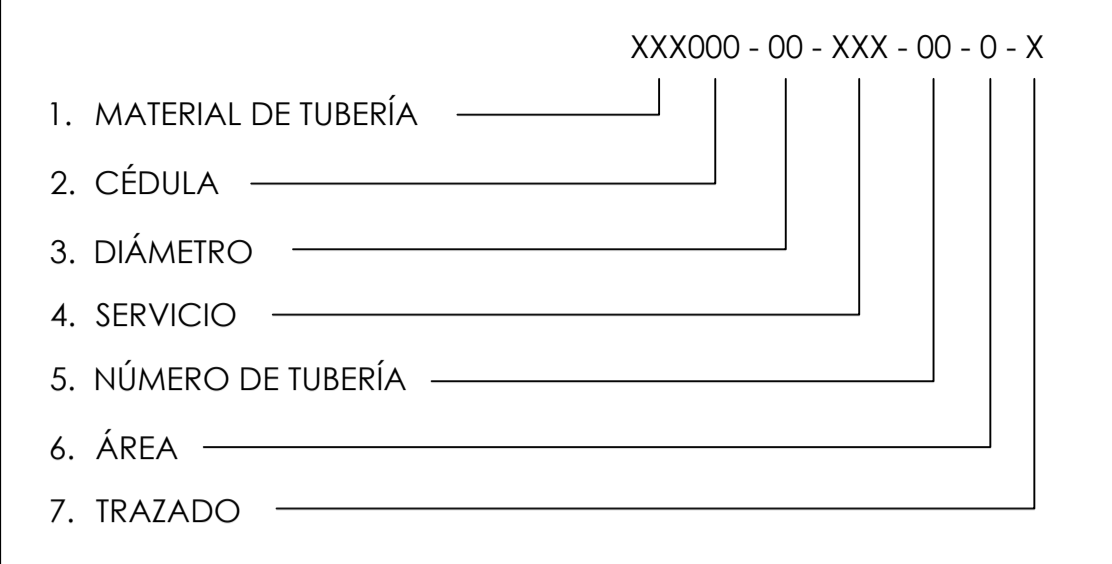 XXX000 - 00 - XXX - 00 - 0 - X
1. MATERIAL DE TUBERÍA
2. CÉDULA
3. DIÁMETRO
4. SERVICIO
5. NÚMERO DE TUBERÍA
6. ÁREA
7. TRAZADO